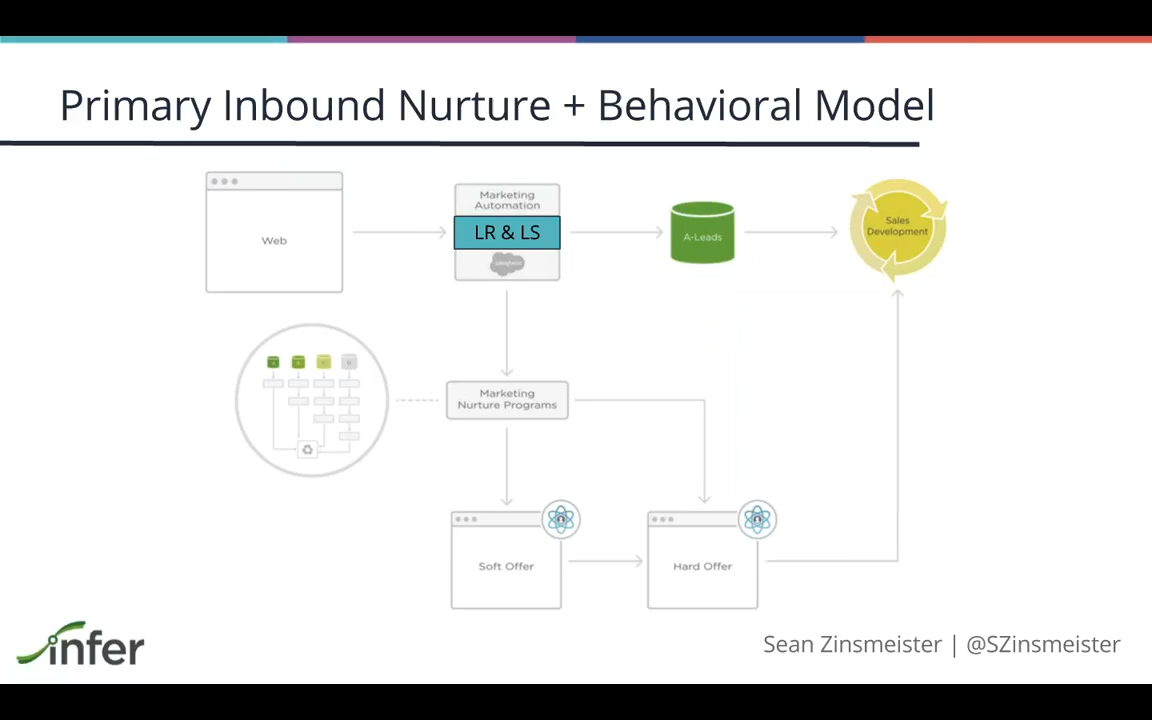 Primary Inbound Nurture + Behavioral Model
Web
Marketing
Automation
LR & LS
salesforce
A-Leads
Sales
Development
Marketing
Nurture Programs
Soft Offer
Hard Offer
infer
Sean Zinsmeister | @SZinsmeister